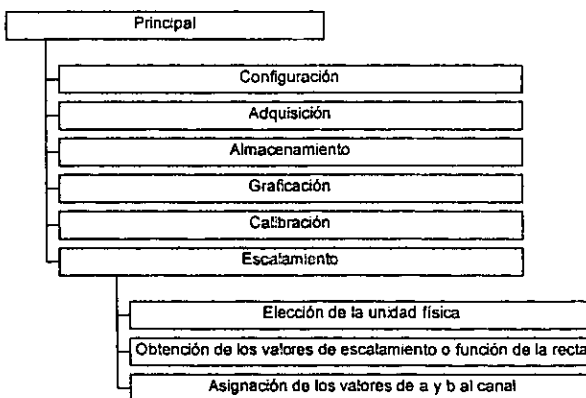 Principal
Configuración
Adquisición
Almacenamiento
Graficación
Calibración
Escalamiento
Elección de la unidad física
Obtención de los valores de escalamiento o función de la recta
Asignación de los valores de a y b al canal